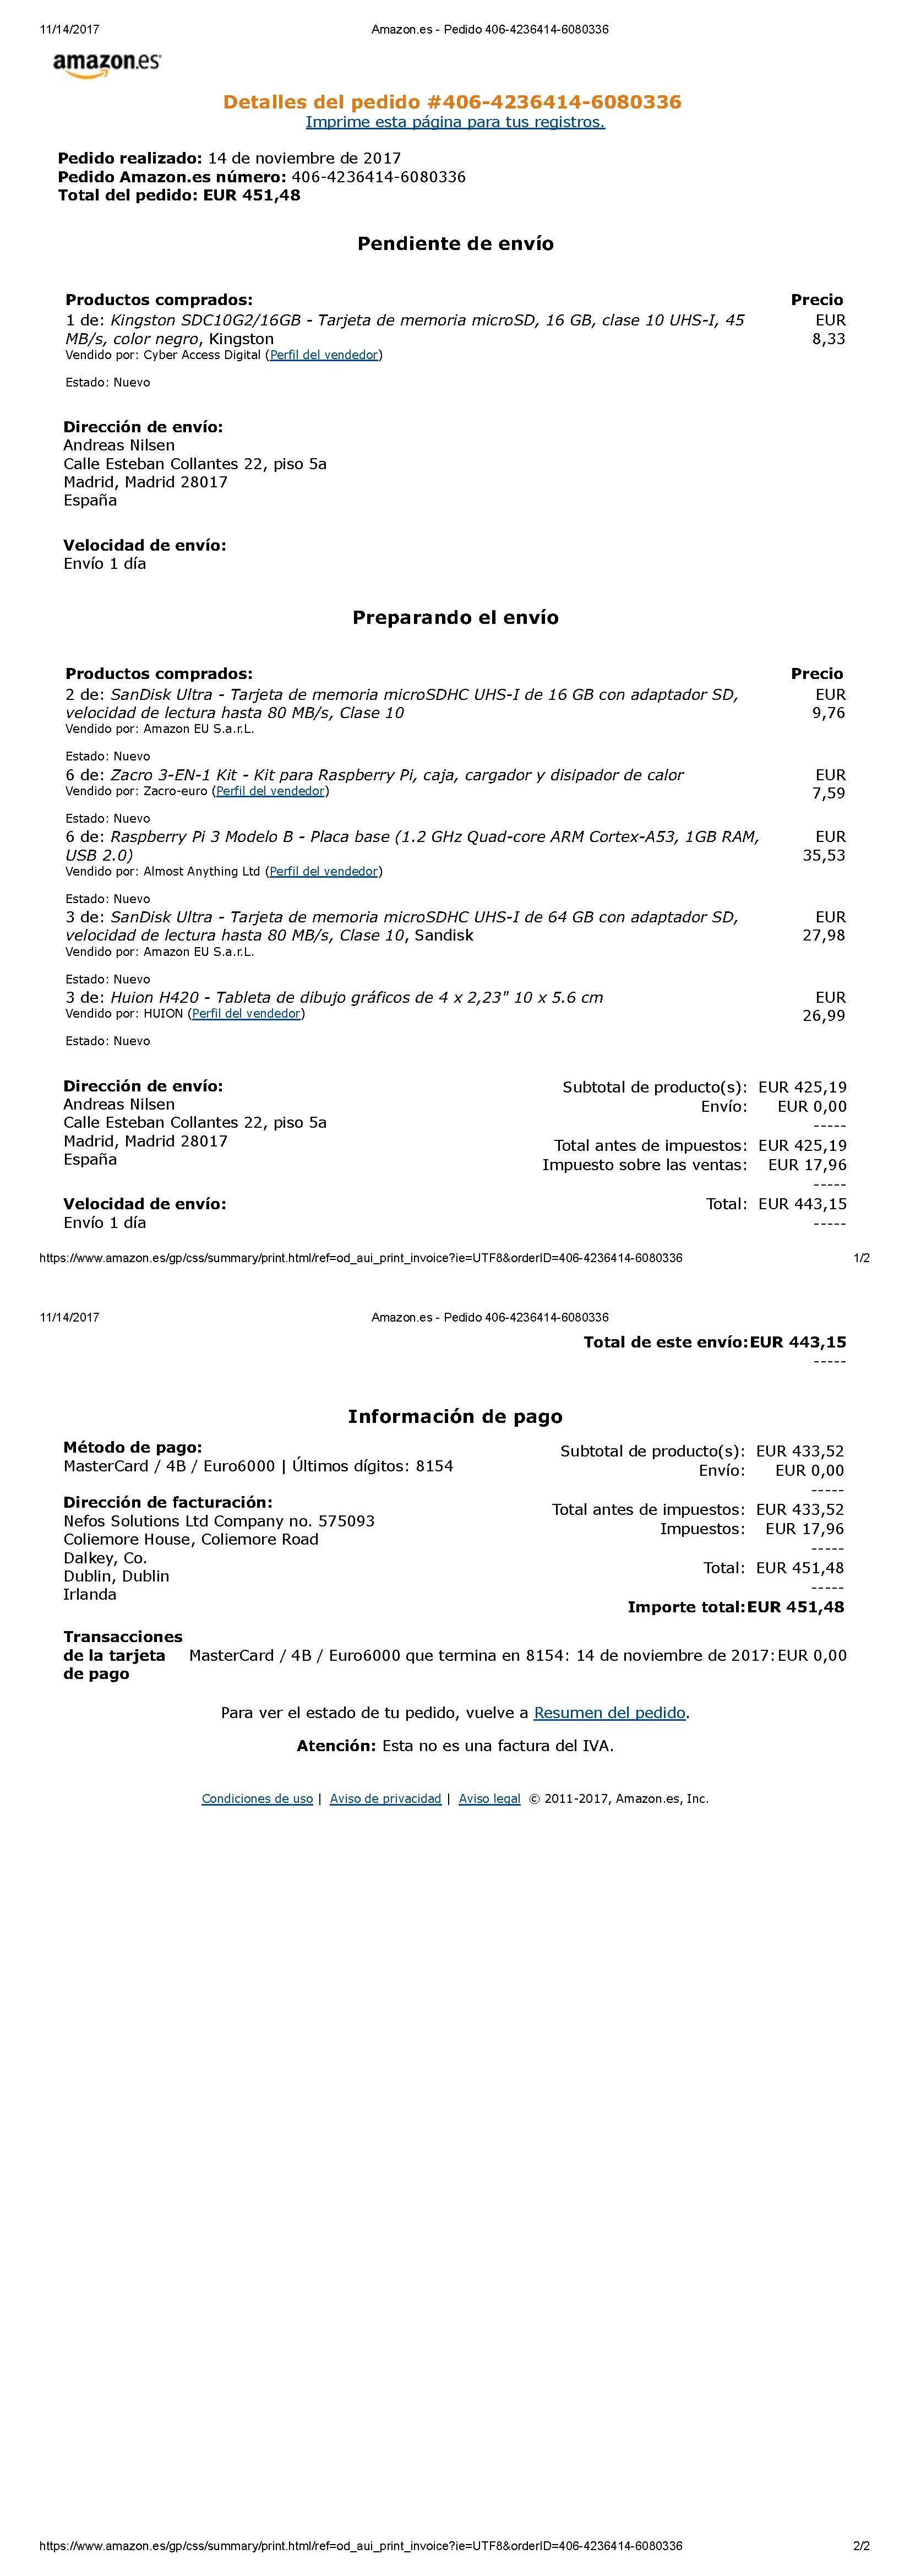 11/14/2017 Amazon.es - Pedido 406-4236414-6080336
amazon.es
Detalles del pedido #406-4236414-6080336
Imprime esta página para tus registros.
Pedido realizado: 14 de noviembre de 2017
Pedido Amazon.es número: 406-4236414-6080336
Total del pedido: EUR 451,48
Pendiente de envío
Productos comprados: Precio
1 de: Kingston SDC10G2/16GB - Tarjeta de memoria microSD, 16 GB, clase 10 UHS-I, 45 EUR
MB/s, color negro, Kingston 8,33
Vendido por: Cyber Access Digital (Perfil del vendedor)
Estado: Nuevo
Dirección de envío:
Andreas Nilsen
Calle Esteban Collantes 22, piso 5a
Madrid, Madrid 28017
España
Velocidad de envío:
Envío 1 día
Preparando el envío
Productos comprados: Precio
2 de: SanDisk Ultra - Tarjeta de memoria microSDHC UHS-I de 16 GB con adaptador SD, EUR
velocidad de lectura hasta 80 MB/s, Clase 10 9,76
Vendido por: Amazon EU S.a.r.L.
Estado: Nuevo
6 de: Zacro 3-EN-1 Kit - Kit para Raspberry Pi, caja, cargador y disipador de calor EUR
Vendido por: Zacro-euro (Perfil del vendedor) 7,59
Estado: Nuevo
6 de: Raspberry Pi 3 Modelo B - Placa base (1.2 GHz Quad-core ARM Cortex-A53, 1GB RAM, EUR
USB 2.0) 35,53
Vendido por: Almost Anything Ltd (Perfil del vendedor)
Estado: Nuevo
3 de: SanDisk Ultra - Tarjeta de memoria microSDHC UHS-I de 64 GB con adaptador SD, EUR
velocidad de lectura hasta 80 MB/s, Clase 10, Sandisk 27,98
Vendido por: Amazon EU S.a.r.L.
Estado: Nuevo
3 de: Huion H420 - Tableta de dibujo gráficos de 4 x 2,23" 10 x 5.6 cm EUR
Vendido por: HUION (Perfil del vendedor) 26,99
Estado: Nuevo
Dirección de envío:
Andreas Nilsen
Calle Esteban Collantes 22, piso 5a
Madrid, Madrid 28017
España
Velocidad de envío:
Envío 1 día
Subtotal de producto(s): EUR 425,19
Envío: EUR 0,00
-----
Total antes de impuestos: EUR 425,19
Impuesto sobre las ventas: EUR 17,96
-----
Total: EUR 443,15
-----
https://www.amazon.es/gp/css/summary/print.html/ref=od_aui_print_invoice?ie=UTF8&orderID=406-4236414-6080336 1/2
11/14/2017 Amazon.es - Pedido 406-4236414-6080336
Total de este envío:EUR 443,15
-----
Información de pago
Método de pago:
MasterCard / 4B / Euro6000 | Últimos dígitos: 8154
Dirección de facturación:
Nefos Solutions Ltd Company no. 575093
Coliemore House, Coliemore Road
Dalkey, Co.
Dublin, Dublin
Irlanda
Subtotal de producto(s): EUR 433,52
Envío: EUR 0,00
-----
Total antes de impuestos: EUR 433,52
Impuestos: EUR 17,96
-----
Total: EUR 451,48
-----
Importe total:EUR 451,48
Transacciones
de la tarjeta MasterCard / 4B / Euro6000 que termina en 8154: 14 de noviembre de 2017:EUR 0,00
de pago
Para ver el estado de tu pedido, vuelve a Resumen del pedido.
Atención: Esta no es una factura del IVA.
Condiciones de uso | Aviso de privacidad | Aviso legal © 2011-2017, Amazon.es, Inc.
https://www.amazon.es/gp/css/summary/print.html/ref=od_aui_print_invoice?ie=UTF8&orderID=406-4236414-6080336 2/2